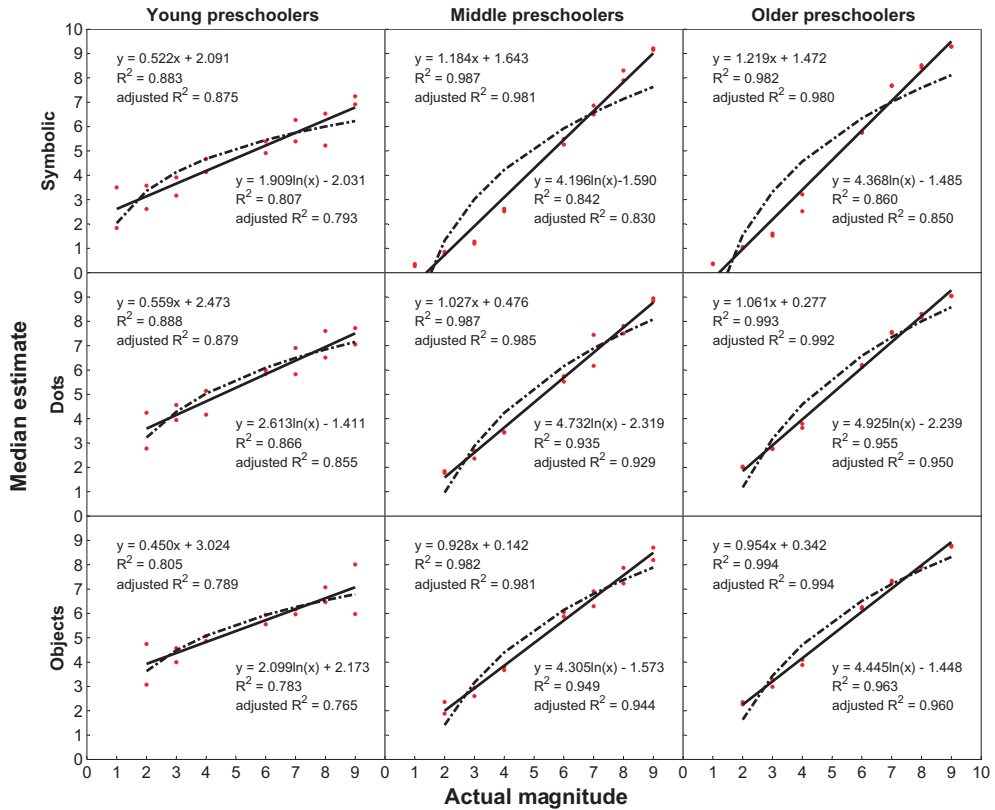 Young preschoolers
Middle preschoolers
Older preschoolers
Median estimate
Symbolic
10
9
8
7
6
5
4
3
2
1
0
y = 0.522x + 2.091
R² = 0.883
adjusted R² = 0.875
y = 1.909ln(x) - 2.031
R² = 0.807
adjusted R² = 0.793
y = 1.184x + 1.643
R² = 0.987
adjusted R² = 0.981
y = 4.196ln(x)-1.590
R² = 0.842
adjusted R² = 0.830
y = 1.219x + 1.472
R² = 0.982
adjusted R² = 0.980
y = 4.368ln(x) - 1.485
R² = 0.860
adjusted R² = 0.850
Dots
9
8
7
6
5
4
3
2
1
0
y = 0.559x + 2.473
R² = 0.888
adjusted R² = 0.879
y = 2.613ln(x) - 1.411
R² = 0.866
adjusted R² = 0.855
y = 1.027x + 0.476
R² = 0.987
adjusted R² = 0.985
y = 4.732ln(x) - 2.319
R² = 0.935
adjusted R² = 0.929
y = 1.061x + 0.277
R² = 0.993
adjusted R² = 0.992
y = 4.925ln(x) - 2.239
R² = 0.955
adjusted R² = 0.950
Objects
9
8
7
6
5
4
3
2
1
0
y = 0.450x + 3.024
R² = 0.805
adjusted R² = 0.789
y = 2.099ln(x) + 2.173
R² = 0.783
adjusted R² = 0.765
y = 0.928x + 0.142
R² = 0.982
adjusted R² = 0.981
y = 4.305ln(x) - 1.573
R² = 0.949
adjusted R² = 0.944
y = 0.954x + 0.342
R² = 0.994
adjusted R² = 0.994
y = 4.445ln(x) - 1.448
R² = 0.963
adjusted R² = 0.960
0 1 2 3 4 5 6 7 8 9 0 1 2 3 4 5 6 7 8 9 0 1 2 3 4 5 6 7 8 9 10
Actual magnitude